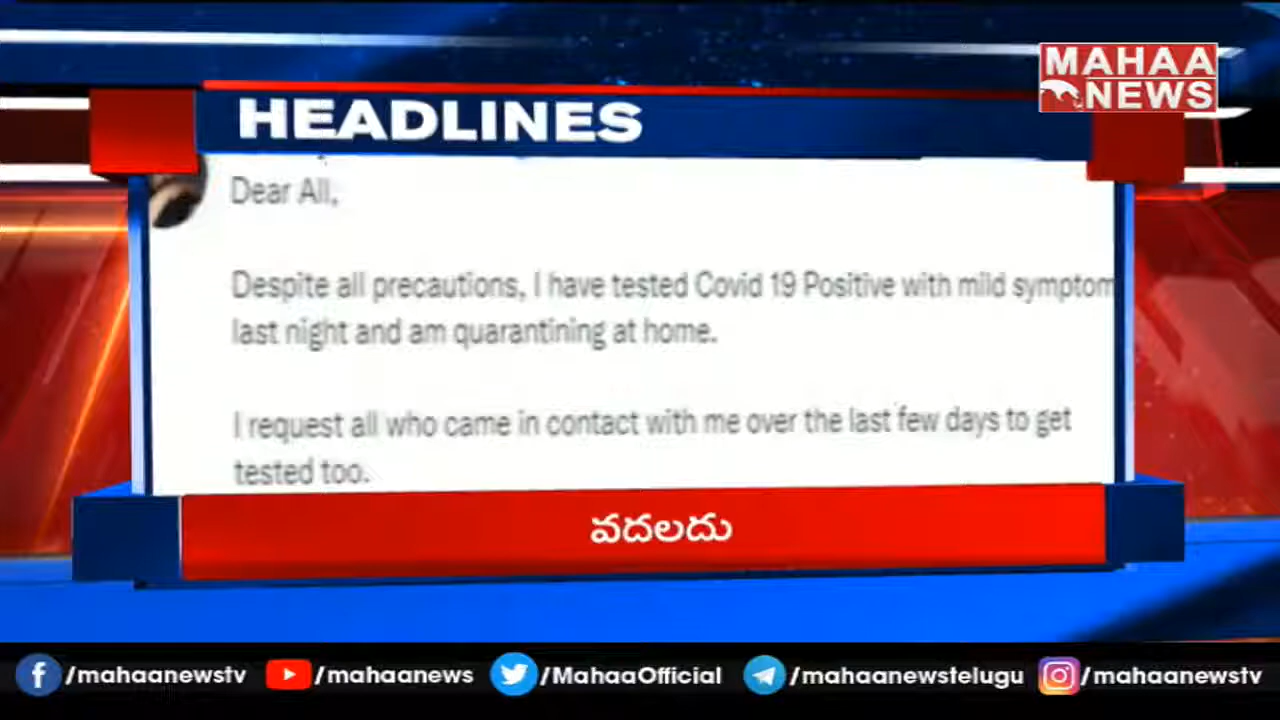 MAHAA
NEWS
HEADLINES
Dear All,
Despite all precautions, I have tested Covid 19 Positive with mild symptom
last night and am quarantining at home.
I request all who came in contact with me over the last few days to get
tested too.
వదలదు
/mahaanewstv /mahaanews /MahaaOfficial /mahaanewstelugu /mahaanewstv